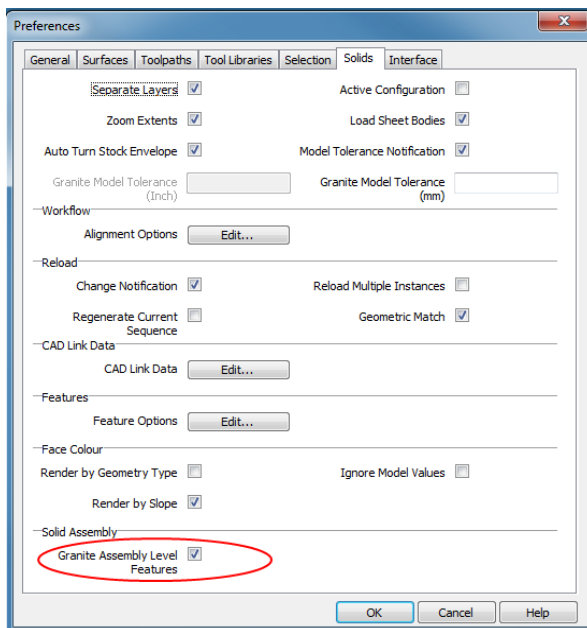 Preferences
General Surfaces Toolpaths Tool Libraries Selection Solids Interface
Separate Layers Active Configuration
Zoom Extents Load Sheet Bodies
Auto Turn Stock Envelope Model Tolerance Notification
Granite Model Tolerance Granite Model Tolerance
(Inch) (mm)
Workflow
Alignment Options Edit...
Reload
Change Notification Reload Multiple Instances
Regenerate Current Geometric Match
Sequence
CAD Link Data
CAD Link Data Edit...
Features
Feature Options Edit...
Face Colour
Render by Geometry Type Ignore Model Values
Render by Slope
Solid Assembly
Granite Assembly Level
Features
OK Cancel Help